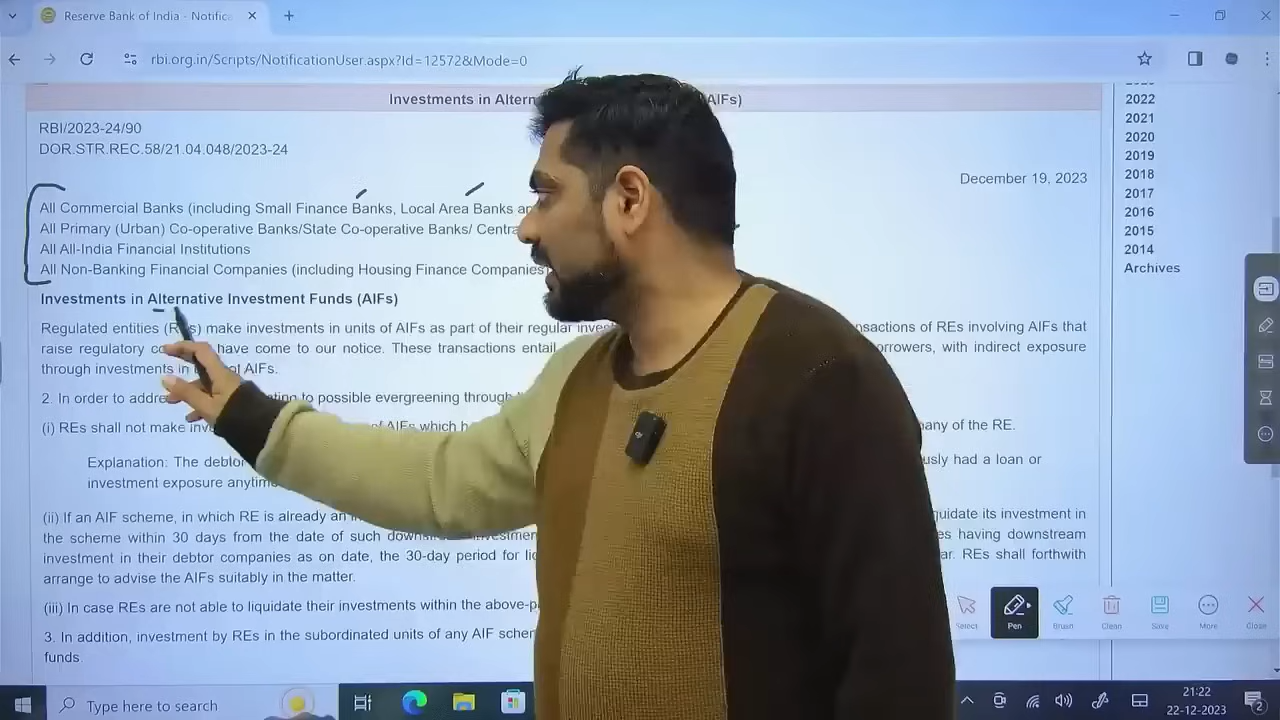 Reserve Bank of India - Notific
rbi.org.in/Scripts/NotificationUser.aspx?Id=12572&Mode=0
Investments in Altern AIFs)
RBI/2023-24/90
DOR.STR.REC.58/21.04.048/2023-24
December 19, 2023
All Commercial Banks (including Small Finance Banks, Local Area Banks
All Primary (Urban) Co-operative Banks/State Co-operative Banks/ Centra
All All-India Financial Institutions
All Non-Banking Financial Companies (including Housing Finance Companies
Investments in Alternative Investment Funds (AIFs)
Regulated entities make investments in units of AIFs as part of their regular invest nsactions of REs involving AIFs that
raise regulatory have come to our notice. These transactions entail orrowers, with indirect exposure
through investments in of AIFs.
2. In order to addre ting to possible evergreening through
(i) REs shall not make inve of AIFs which pany of the RE.
Explanation: The debtor usly had a loan or
investment exposure anytime
(ii) If an AIF scheme, in which RE is already an quidate its investment in
the scheme within 30 days from the date of such es having downstream
investment in their debtor companies as on date, the 30-day period for liq ar. REs shall forthwith
arrange to advise the AIFs suitably in the matter.
(iii) In case REs are not able to liquidate their investments within the above-p
3. In addition, investment by REs in the subordinated units of any AIF schem
funds.
2022
2021
2020
2019
2018
2017
2016
2015
2014
Archives
Select
Pen
Brush
Clean
Save
More
Close
Type here to search
21:22
22-12-2023
2